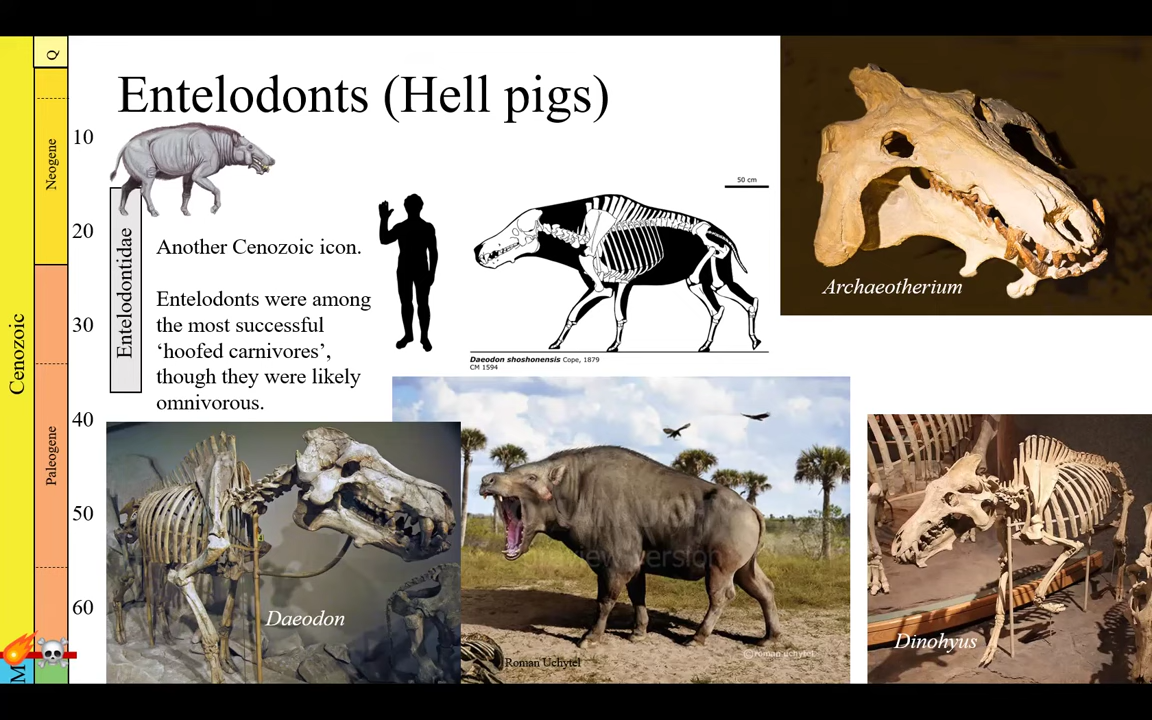 Entelodonts (Hell pigs)
Another Cenozoic icon.
Entelodonts were among
the most successful
‘hoofed carnivores’,
though they were likely
omnivorous.
Q
Neogene
Paleogene
Cenozoic
M
10
20
30
40
50
60
Entelodontidae
50 cm
Daeodon shoshonensis Cope, 1879
CM 1594
Archaeotherium
Daeodon
Roman Uchytel
©roman uchytel
Dinohyus